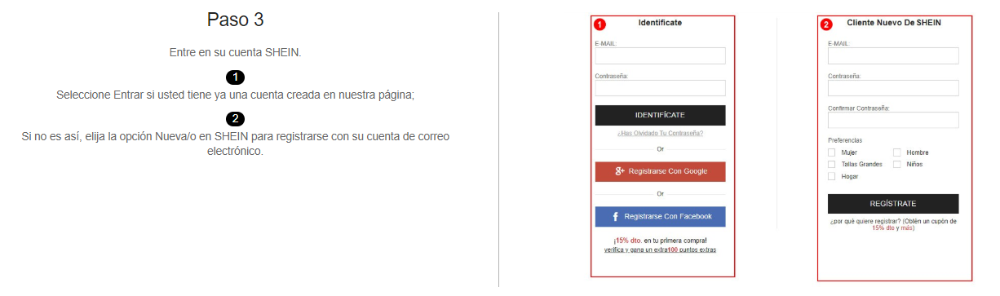 Paso 3
Entre en su cuenta SHEIN.
1
Seleccione Entrar si usted tiene ya una cuenta creada en nuestra página;
2
Si no es así, elija la opción Nueva/o en SHEIN para registrarse con su cuenta de correo
electrónico.
1
Identificate
E-MAIL:
Contraseña:
IDENTIFÍCATE
¿Has Olvidado Tu Contraseña?
Or
g+ Registrarse Con Google
Or
f Registrarse Con Facebook
¡15% dto. en tu primera compra!
verifica y gana un extra100 puntos extras
2
Cliente Nuevo De SHEIN
E-MAIL:
Contraseña:
Confirmar Contraseña:
Preferencias
Mujer Hombre
Tallas Grandes Niños
Hogar
REGÍSTRATE
¿por qué quiere registrar? (Obtén un cupón de
15% dto y más)